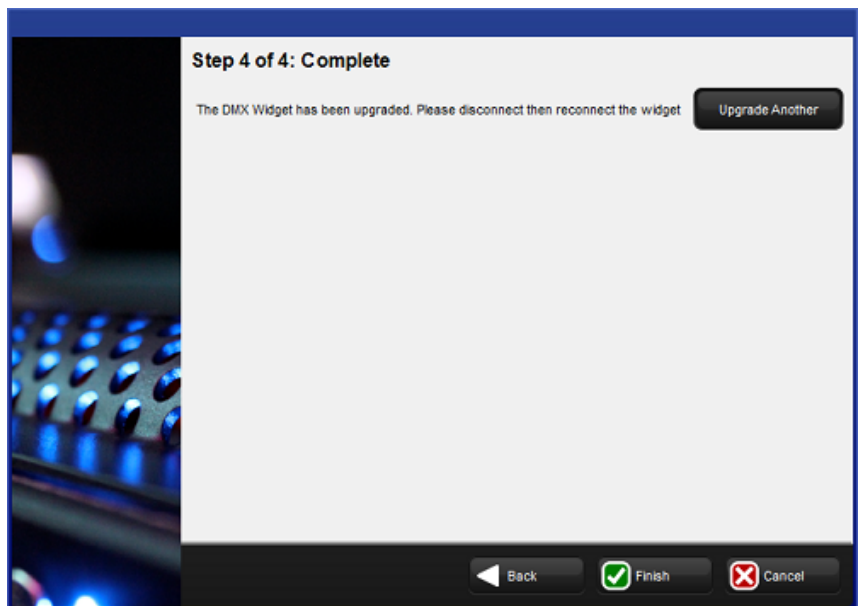 Step 4 of 4: Complete
The DMX Widget has been upgraded. Please disconnect then reconnect the widget
Upgrade Another
Back
Finish
Cancel